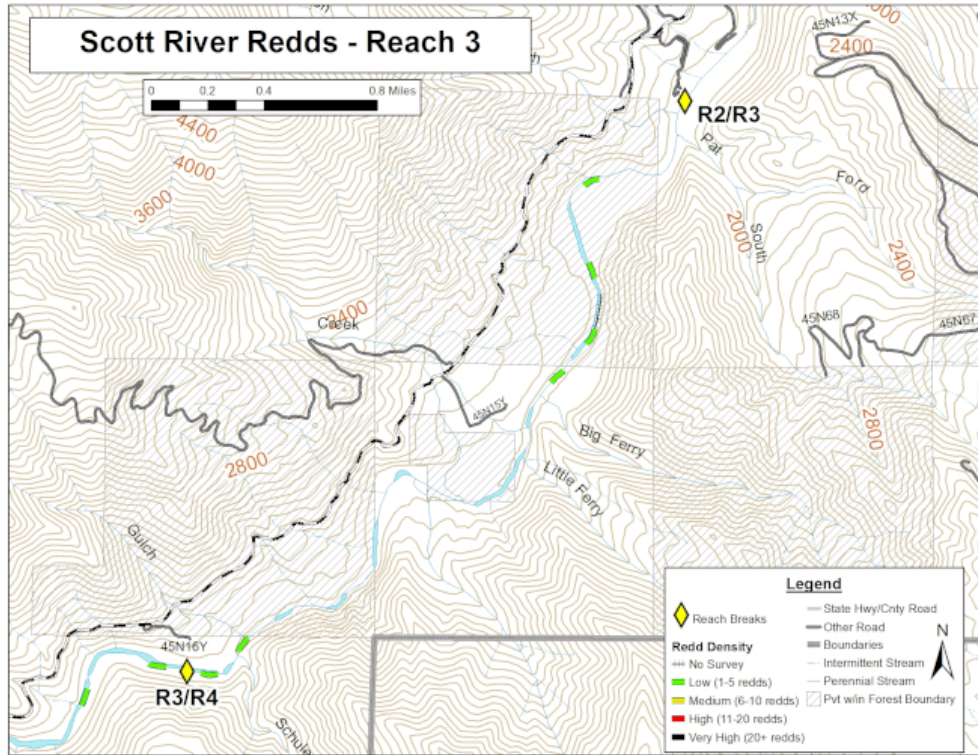 Scott River Redds - Reach 3
0 0.2 0.4 0.8 Miles
45N13X
2400
4400
4000
3600
R2/R3
Pat
Ford
South
2000
2400
2400
Creek
45N68
45N67
45N15Y
2800
2800
Big Ferry
Little Ferry
Gulch
45N16Y
R3/R4
Legend
Reach Breaks
Redd Density
No Survey
Low (1-5 redds)
Medium (6-10 redds)
High (11-20 redds)
Very High (20+ redds)
State Hwy/Cnty Road
Other Road
Boundaries
Intermittent Stream
Perennial Stream
Pvt w/in Forest Boundary
N